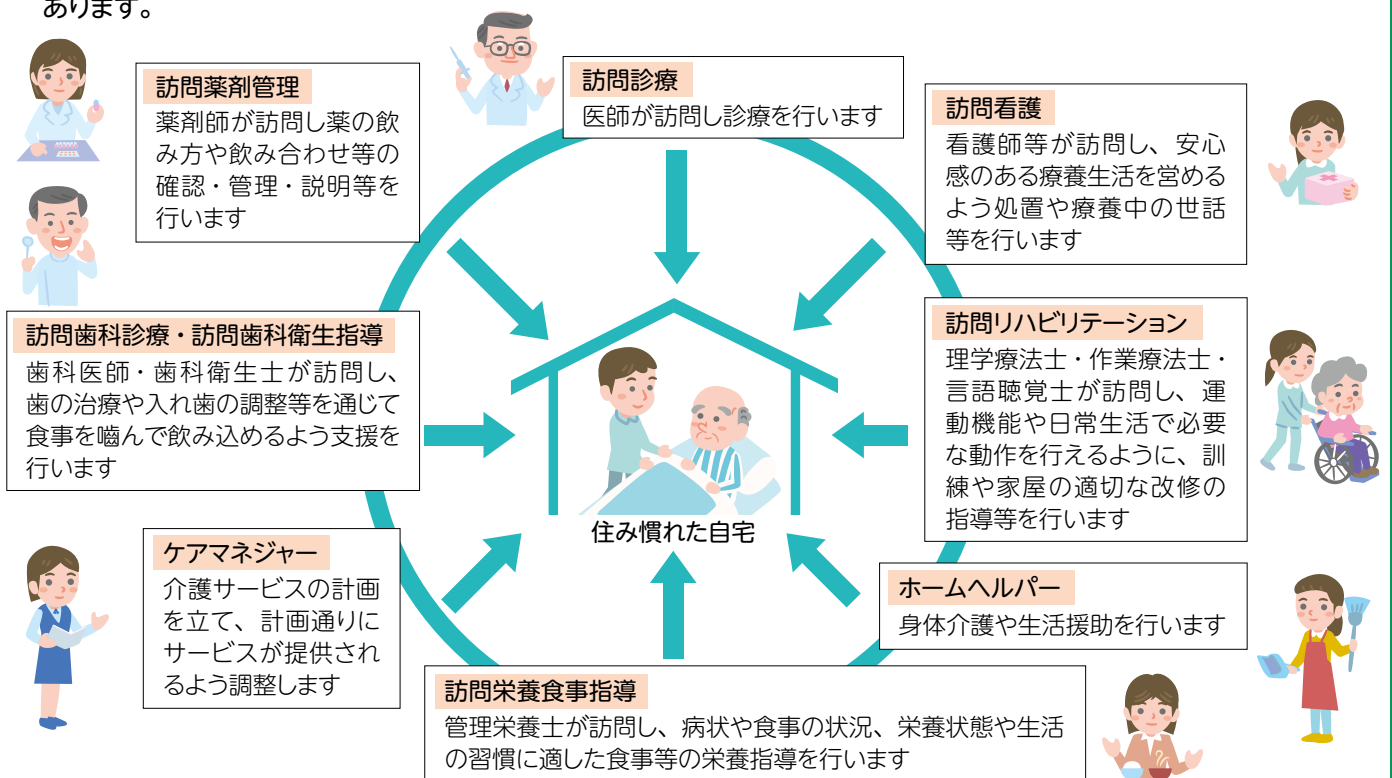 あります。
訪問薬剤管理
薬剤師が訪問し薬の飲
み方や飲み合わせ等の
確認・管理・説明等を
行います
訪問診療
医師が訪問し診療を行います
訪問看護
看護師等が訪問し、安心
感のある療養生活を営める
よう処置や療養中の世話
等を行います
訪問歯科診療・訪問歯科衛生指導
歯科医師・歯科衛生士が訪問し、
歯の治療や入れ歯の調整等を通じて
食事を嚙んで飲み込めるよう支援を
行います
訪問リハビリテーション
理学療法士・作業療法士・
言語聴覚士が訪問し、運
動機能や日常生活で必要
な動作を行えるように、訓
練や家屋の適切な改修の
指導等を行います
住み慣れた自宅
ケアマネジャー
介護サービスの計画
を立て、計画通りに
サービスが提供され
るよう調整します
ホームヘルパー
身体介護や生活援助を行います
訪問栄養食事指導
管理栄養士が訪問し、病状や食事の状況、栄養状態や生活
の習慣に適した食事等の栄養指導を行います